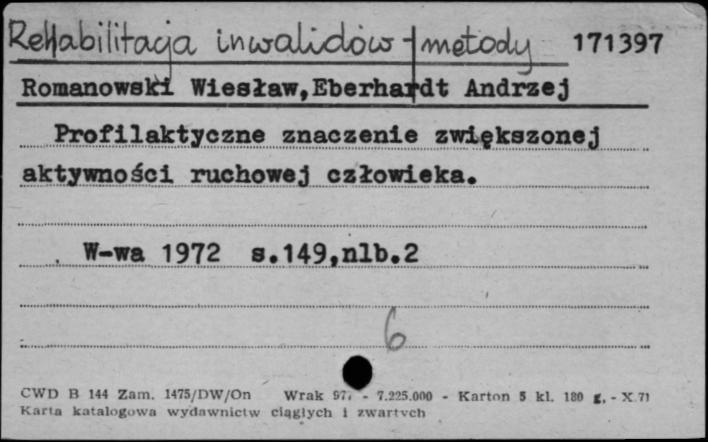 Rehabilitacja inwalidów - metody 171397
Romanowski Wiesław,Eberhardt Andrzej
Profilaktyczne znaczenie zwiększonej
aktywności ruchowej człowieka.
W-wa 1972 s.149,nlb.2
6
CWD B 144 Zam. 1475/DW/On Wrak - 7.225.000 - Karton 5 kl. 180 g. - X 71
Karta katalogowa wydawnictw ciągłych i zwartych